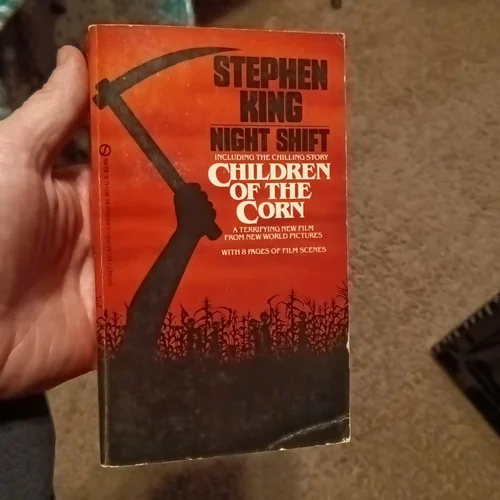 STEPHEN
KING
NIGHT SHIFT
INCLUDING THE CHILLING STORY
CHILDREN
OF THE
CORN
A TERRIFYING NEW FILM
FROM NEW WORLD PICTURES
WITH 8 PAGES OF FILM SCENES